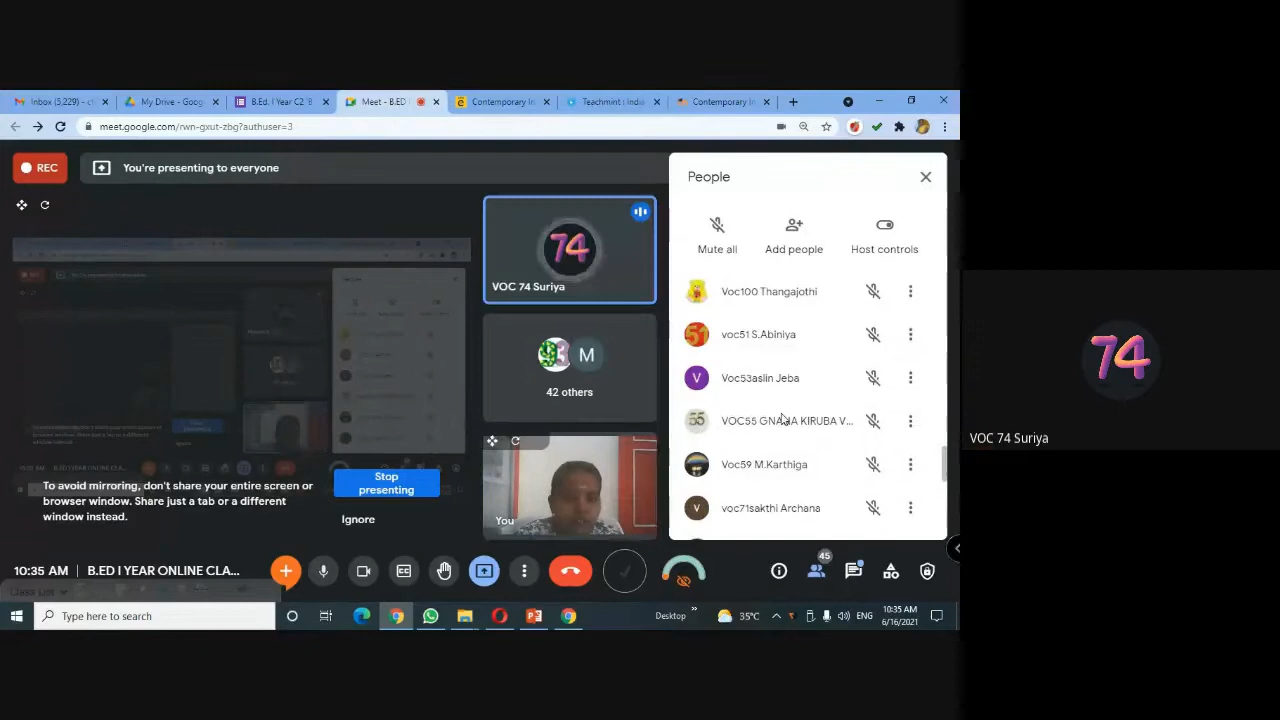 Inbox (5,229) - c
My Drive - Goog
B.Ed. I Year C2 'B
Meet - B.ED I
Contemporary In
Teachmint : India
Contemporary In
meet.google.com/rwn-gxut-zbg?authuser=3
REC
You're presenting to everyone
People
Mute all
Add people
Host controls
74
VOC 74 Suriya
Voc100 Thangajothi
51
voc51 S.Abiniya
V
Voc53aslin Jeba
55
VOC55 GNANA KIRUBA V...
Voc59 M.Karthiga
v
voc71sakthi Archana
93
M
42 others
You
To avoid mirroring, don't share your entire screen or
browser window. Share just a tab or a different
window instead.
Stop
presenting
Ignore
10:35 AM
B.ED I YEAR ONLINE CLA...
45
Class List
Type here to search
Desktop
35°C
ENG
10:35 AM
6/16/2021
74
VOC 74 Suriya